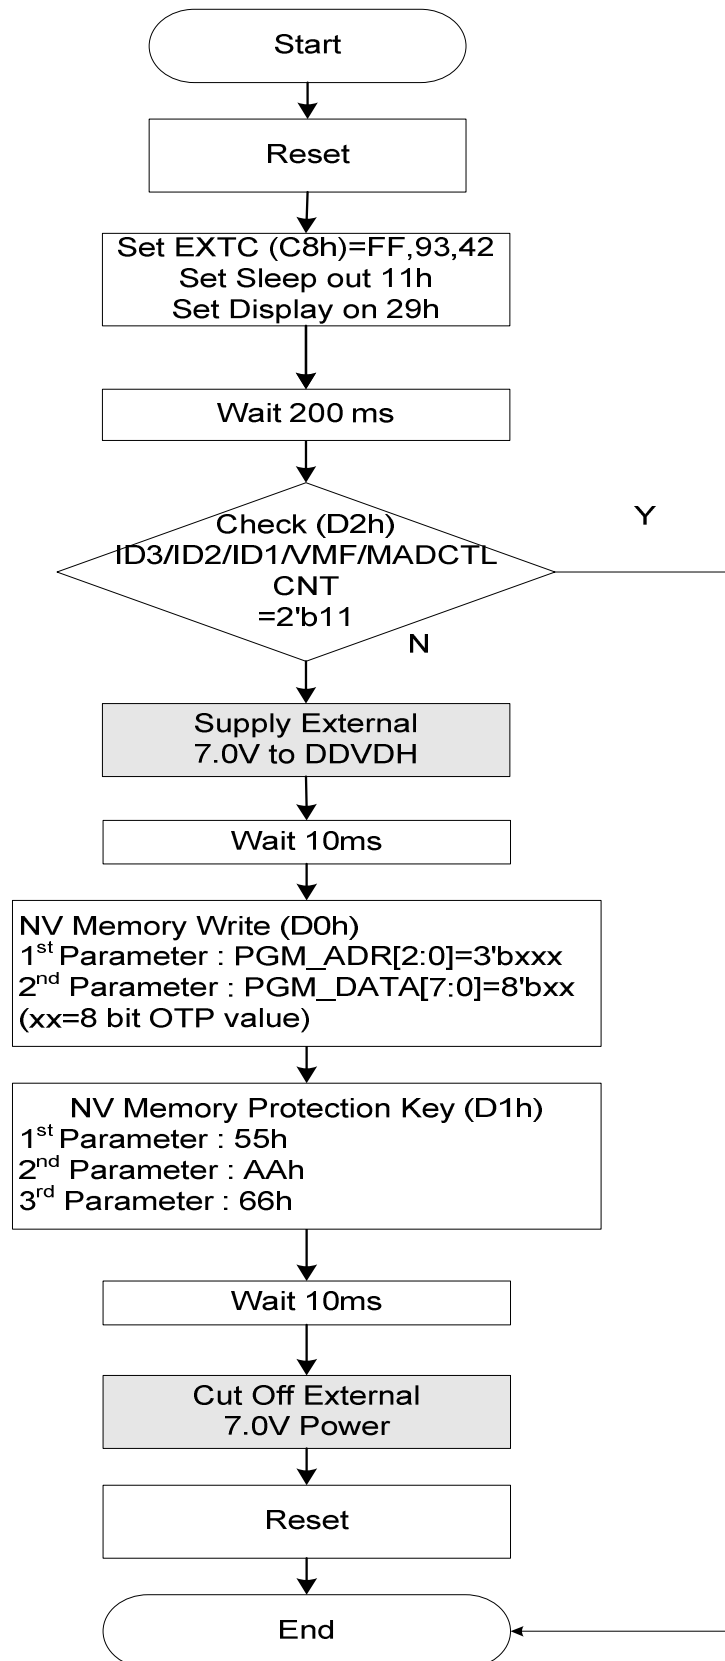 Start
Reset
Set EXTC (C8h)=FF,93,42
Set Sleep out 11h
Set Display on 29h
Wait 200 ms
Check (D2h)
ID3/ID2/ID1/VMF/MADCTL
CNT
=2'b11
Y
N
Supply External
7.0V to DDVDH
Wait 10ms
NV Memory Write (D0h)
1st Parameter : PGM_ADR[2:0]=3'bxxx
2nd Parameter : PGM_DATA[7:0]=8'bxx
(xx=8 bit OTP value)
NV Memory Protection Key (D1h)
1st Parameter : 55h
2nd Parameter : AAh
3rd Parameter : 66h
Wait 10ms
Cut Off External
7.0V Power
Reset
End